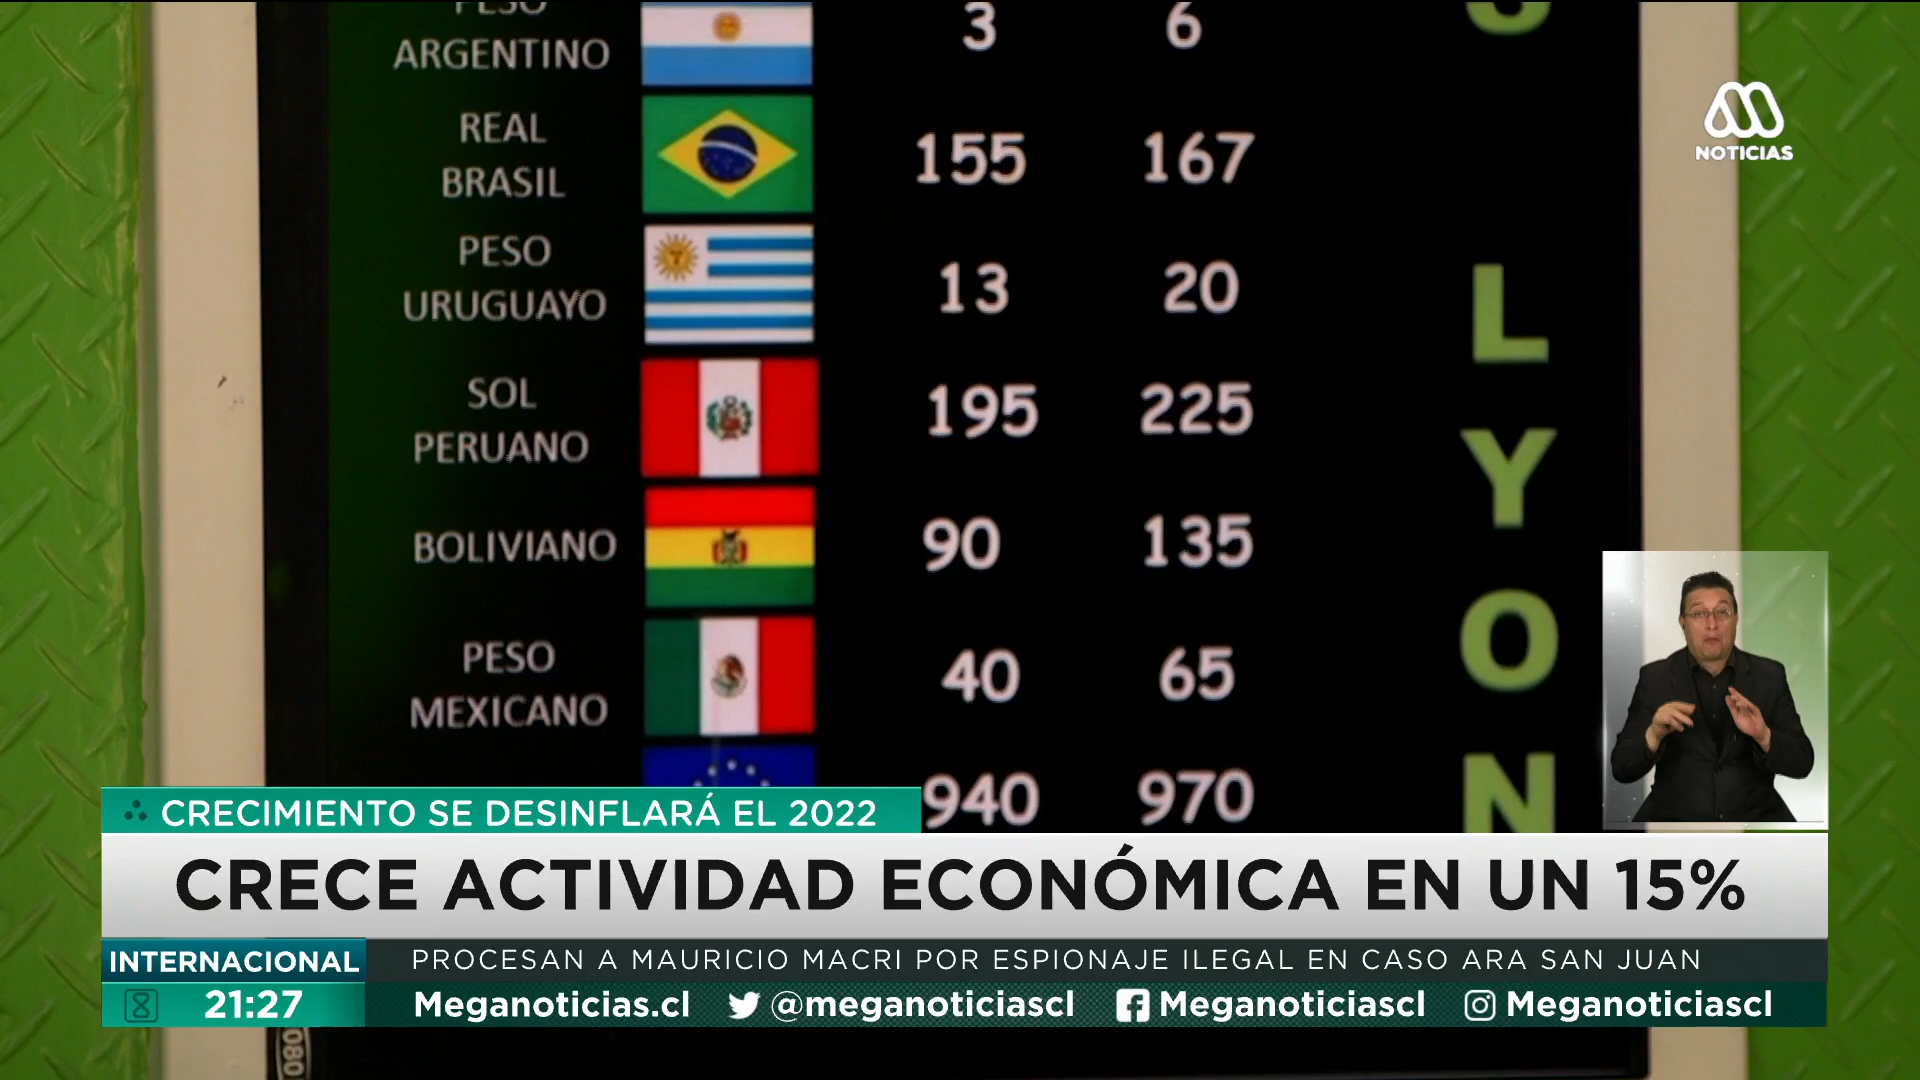 PESO
ARGENTINO
3 6
REAL
BRASIL
155 167
PESO
URUGUAYO
13 20
SOL
PERUANO
195 225
BOLIVIANO
90 135
PESO
MEXICANO
40 65
940 970
L
Y
O
N
NOTICIAS
CRECIMIENTO SE DESINFLARÁ EL 2022
CRECE ACTIVIDAD ECONÓMICA EN UN 15%
INTERNACIONAL
PROCESAN A MAURICIO MACRI POR ESPIONAJE ILEGAL EN CASO ARA SAN JUAN
21:27
Meganoticias.cl @meganoticiascl Meganoticiascl Meganoticiascl
080